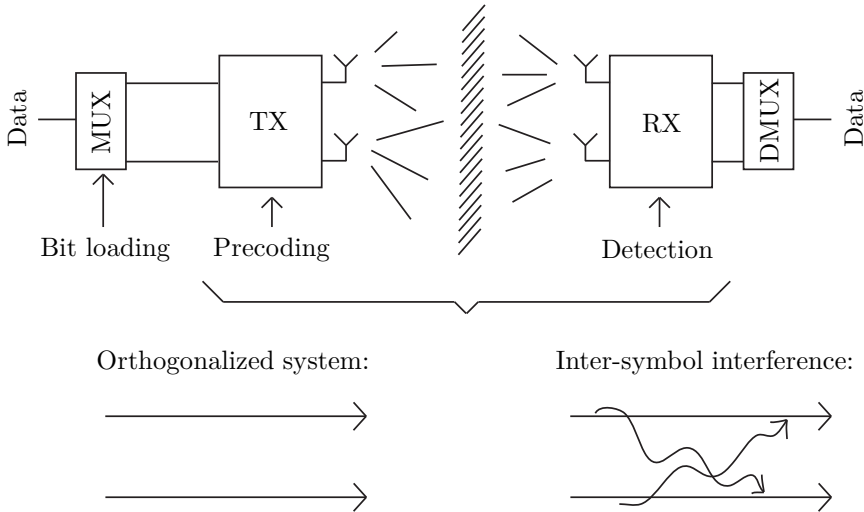 Data
MUX
TX
RX
DMUX
Data
Bit loading
Precoding
Detection
Orthogonalized system:
Inter-symbol interference: